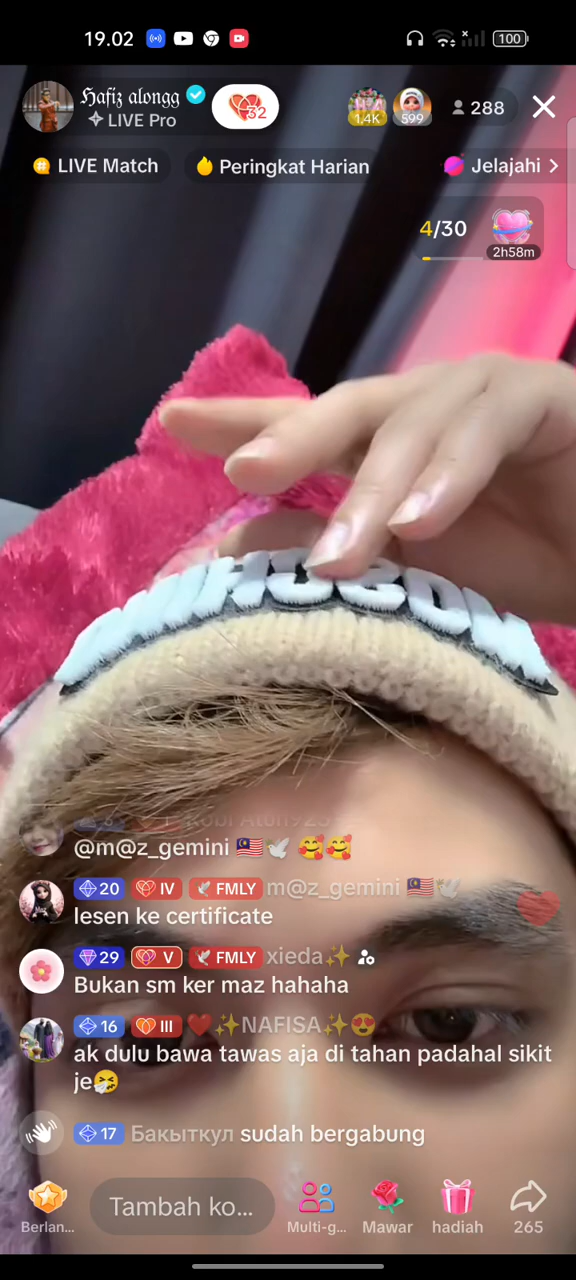 19.02
100
Hafiz alongg
LIVE Pro
32
1,4K
599
288
LIVE Match
Peringkat Harian
Jelajahi
4/30
2h58m
@m@z_gemini 🇲🇾🕊️ 🥰🥰
20 IV FMLY m@z_gemini 🇲🇾🕊️
lesen ke certificate
29 V FMLY xieda✨
Bukan sm ker maz hahaha
16 III ❤️✨NAFISA✨😍
ak dulu bawa tawas aja di tahan padahal sikit
je🤧
17 Бакыткул sudah bergabung
Berlan...
Tambah ko...
Multi-g...
Mawar
hadiah
265